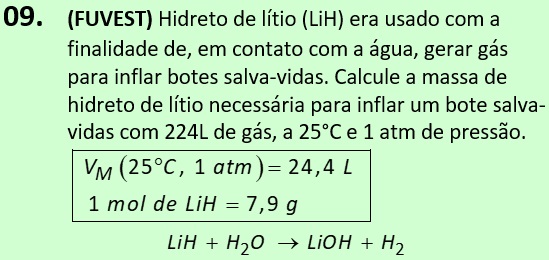 09. (FUVEST) Hidreto de lítio (LiH) era usado com a
finalidade de, em contato com a água, gerar gás
para inflar botes salva-vidas. Calcule a massa de
hidreto de lítio necessária para inflar um bote salva-
vidas com 224L de gás, a 25°C e 1 atm de pressão.
V_M (25°C, 1 atm) = 24,4 L
1 mol de LiH = 7,9 g
LiH + H₂O → LiOH + H₂